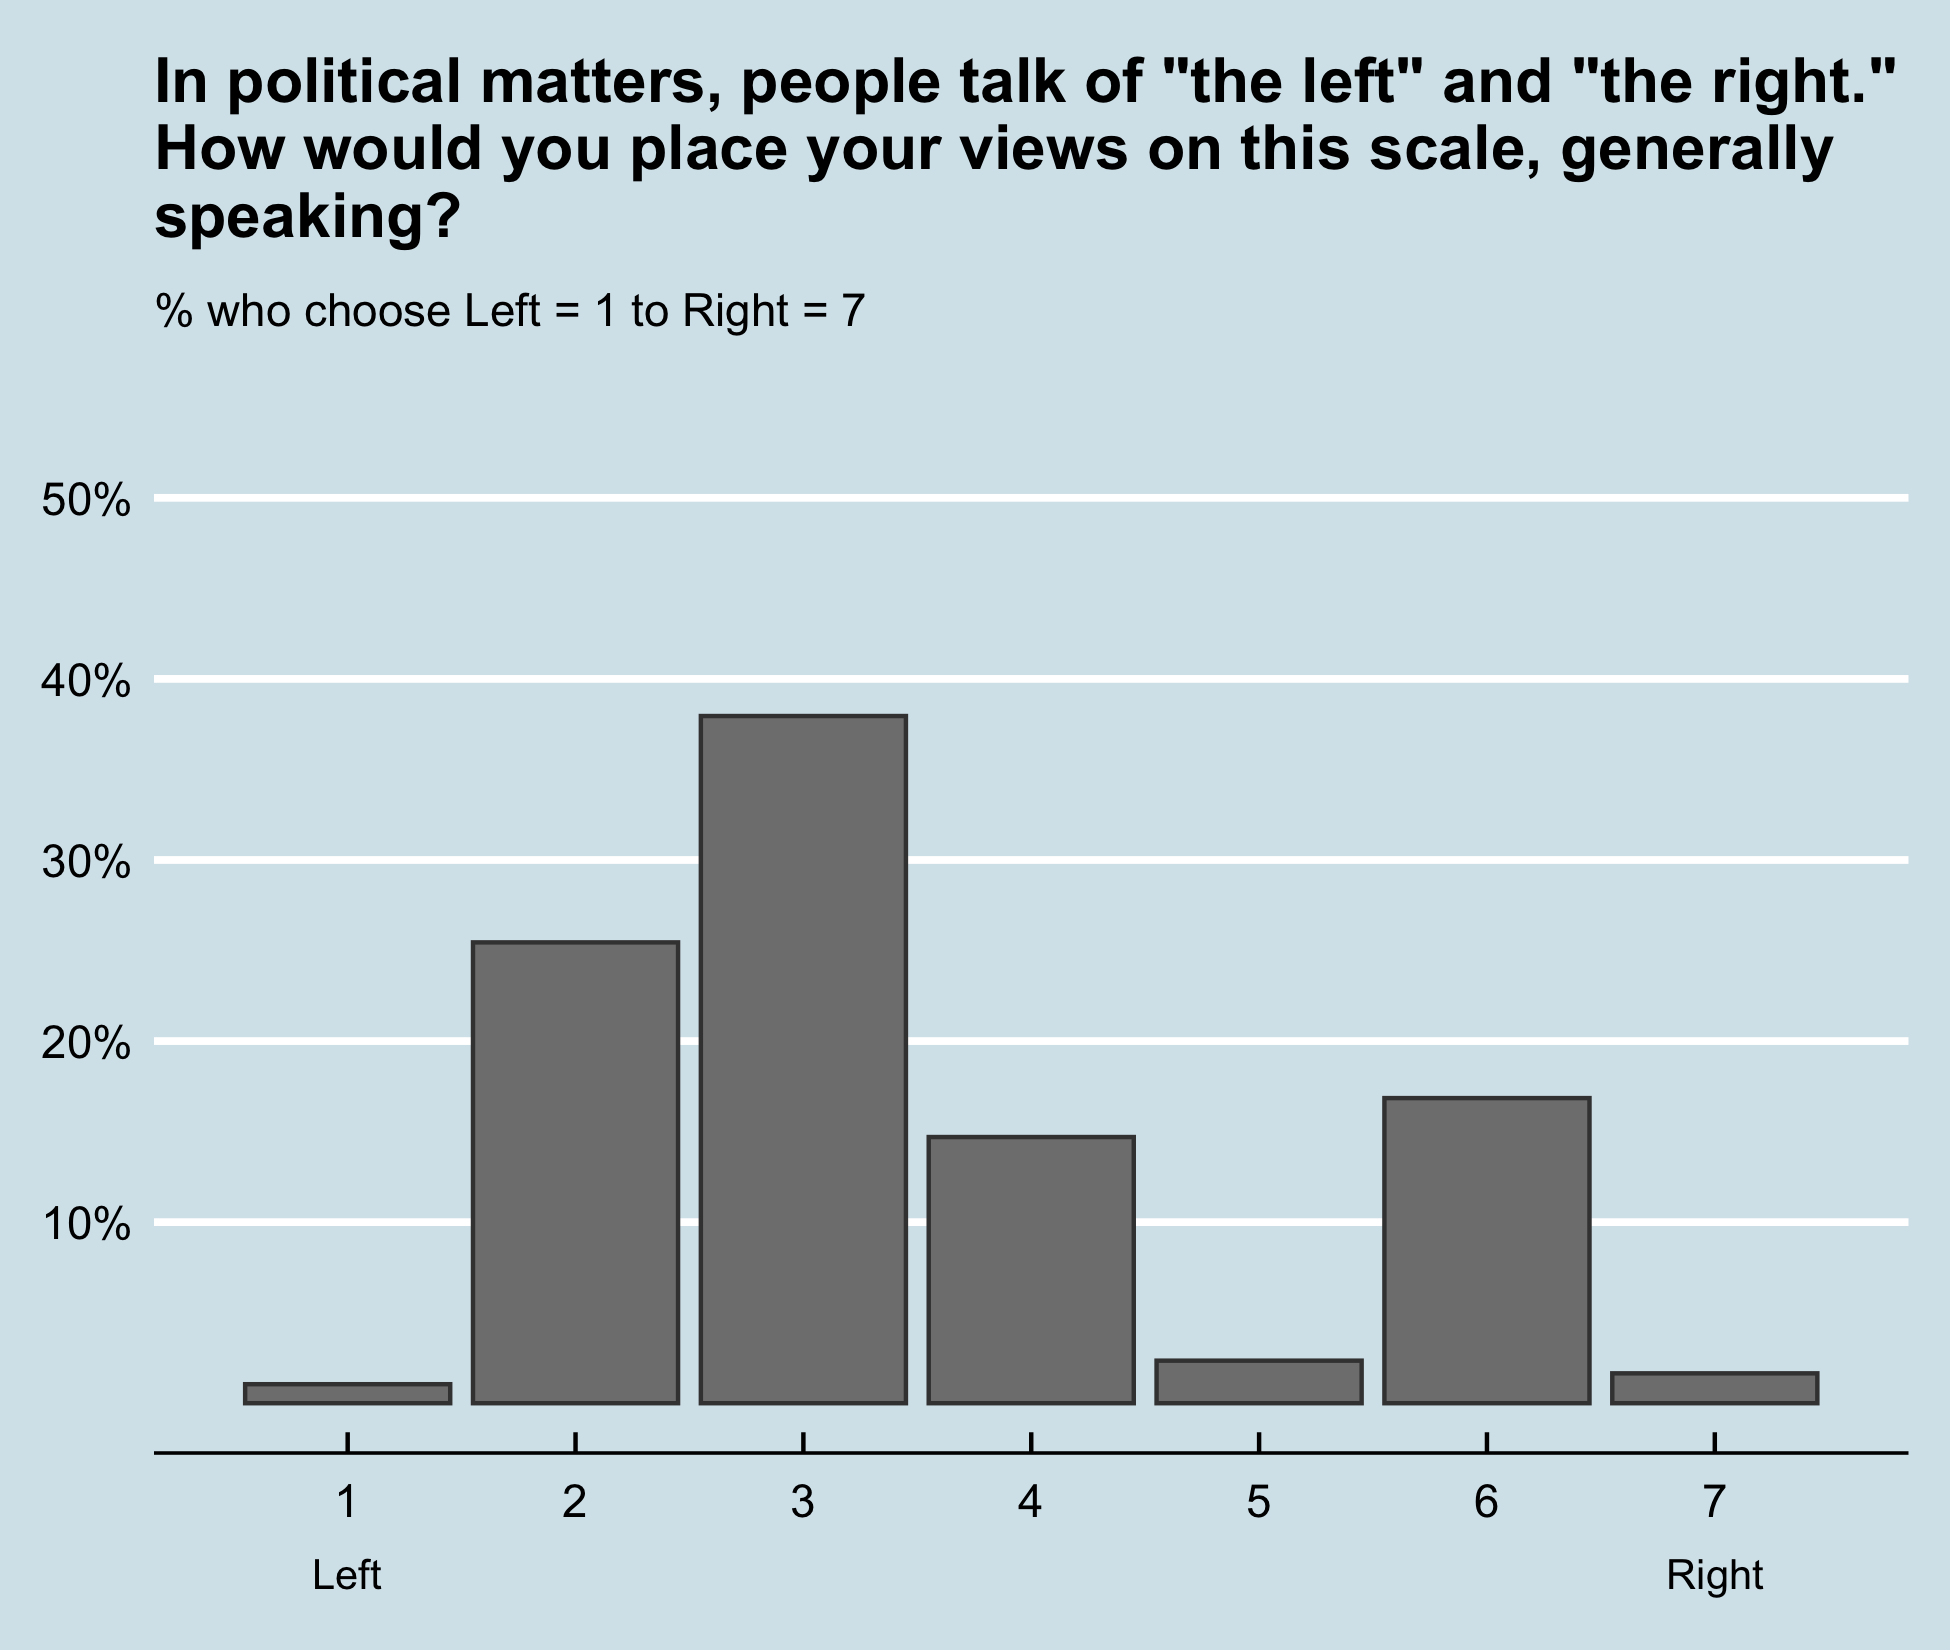 In political matters, people talk of "the left" and "the right."
How would you place your views on this scale, generally
speaking?
% who choose Left = 1 to Right = 7
50%
40%
30%
20%
10%
1 2 3 4 5 6 7
Left Right